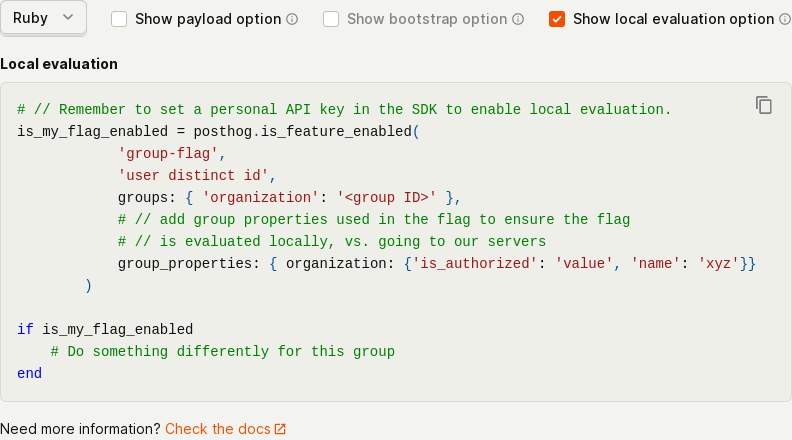 Ruby Show payload option Show bootstrap option Show local evaluation option
Local evaluation
# // Remember to set a personal API key in the SDK to enable local evaluation.
is_my_flag_enabled = posthog.is_feature_enabled(
'group-flag',
'user distinct id',
groups: { 'organization': '<group ID>' },
# // add group properties used in the flag to ensure the flag
# // is evaluated locally, vs. going to our servers
group_properties: { organization: {'is_authorized': 'value', 'name': 'xyz'}}
)
if is_my_flag_enabled
# Do something differently for this group
end
Need more information? Check the docs